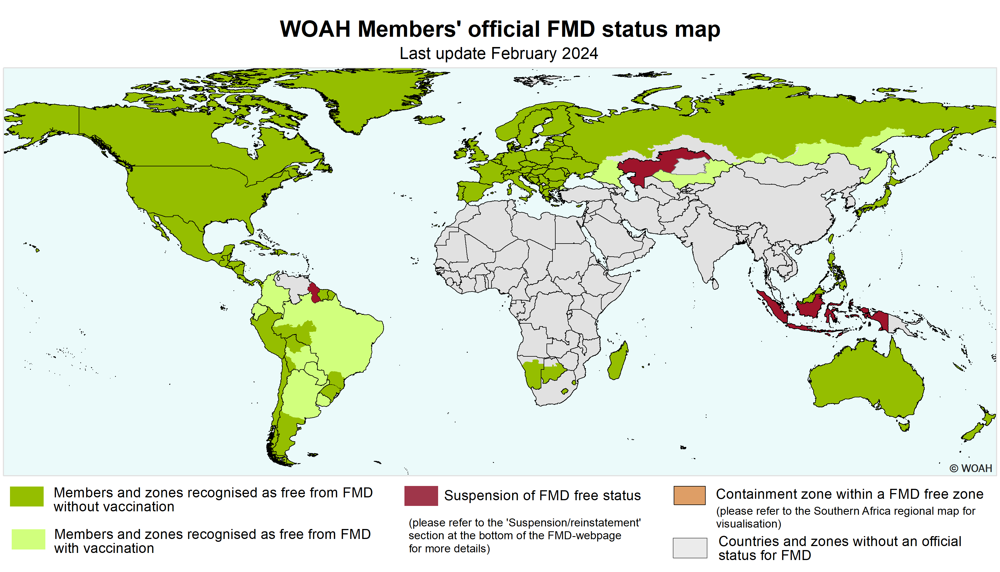 WOAH Members' official FMD status map
Last update February 2024
© WOAH
Members and zones recognised as free from FMD
without vaccination
Members and zones recognised as free from FMD
with vaccination
Suspension of FMD free status
(please refer to the 'Suspension/reinstatement'
section at the bottom of the FMD-webpage
for more details)
Containment zone within a FMD free zone
(please refer to the Southern Africa regional map for
visualisation)
Countries and zones without an official
status for FMD